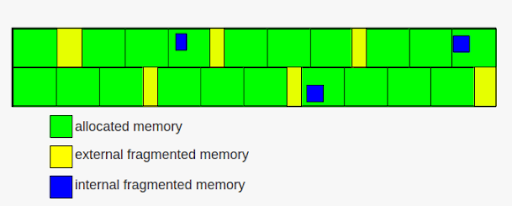 allocated memory
external fragmented memory
internal fragmented memory